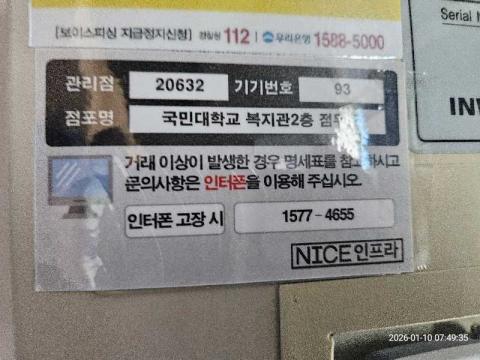 [보이스피싱 지급정지신청] 경찰청 112 | 우리은행 1588-5000
Serial
관리점 20632 기기번호 93
점포명 국민대학교 복지관2층 점두
거래 이상이 발생한 경우 명세표를 참고하시고
문의사항은 인터폰을 이용해 주십시오.
인터폰 고장 시 1577-4655
NICE인프라
2026-01-10 07:49:35